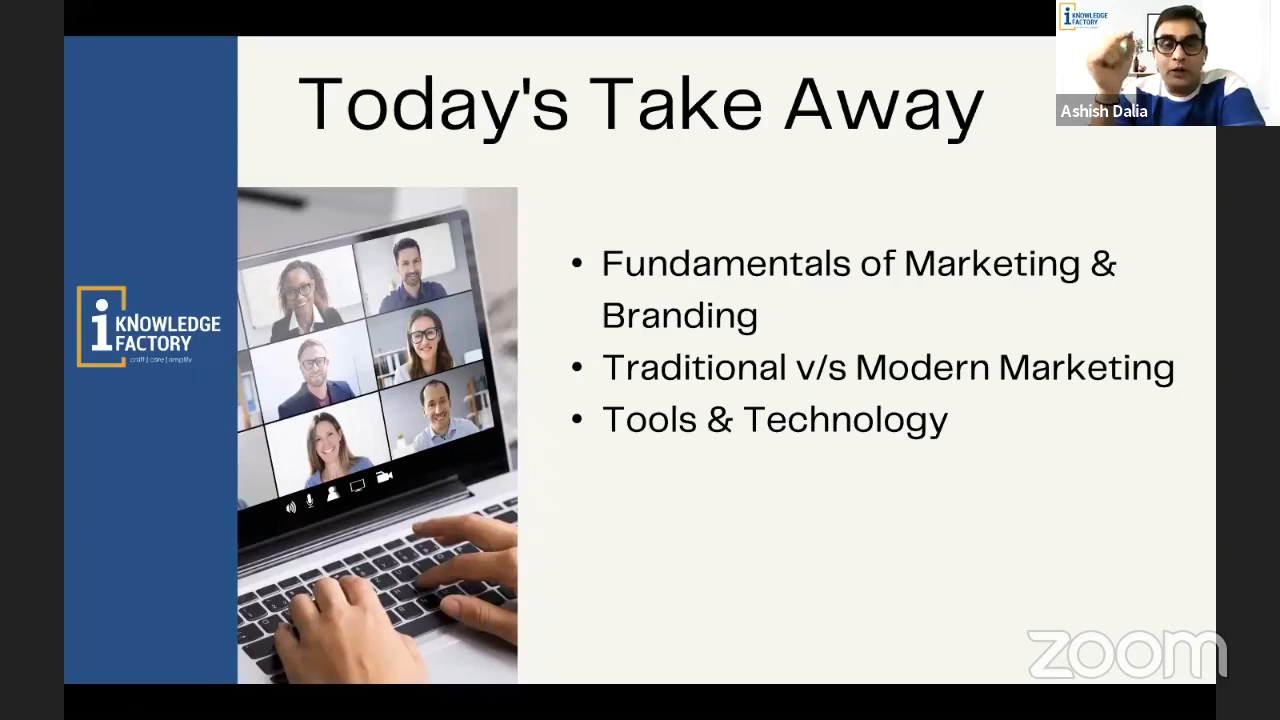 Today's Take Away
i KNOWLEDGE
FACTORY
Ashish Dalia
i KNOWLEDGE
FACTORY
craft | care | amplify
• Fundamentals of Marketing &
Branding
• Traditional v/s Modern Marketing
• Tools & Technology
zoom